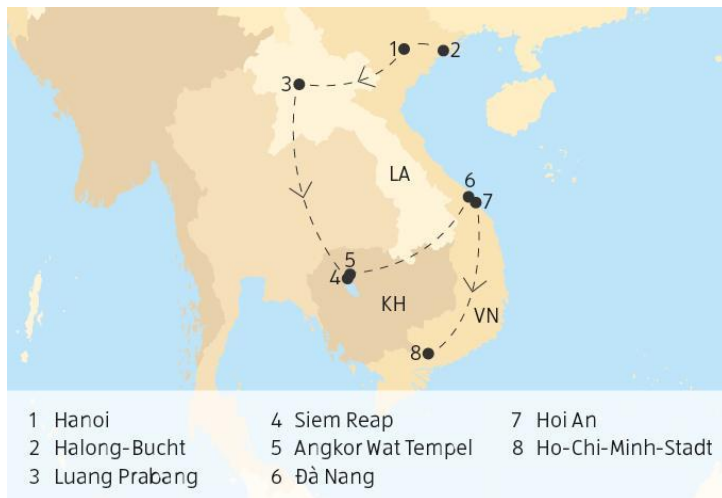 1
2
3
LA
6
7
5
4
KH
VN
8
1 Hanoi
2 Halong-Bucht
3 Luang Prabang
4 Siem Reap
5 Angkor Wat Tempel
6 Đà Nang
7 Hoi An
8 Ho-Chi-Minh-Stadt